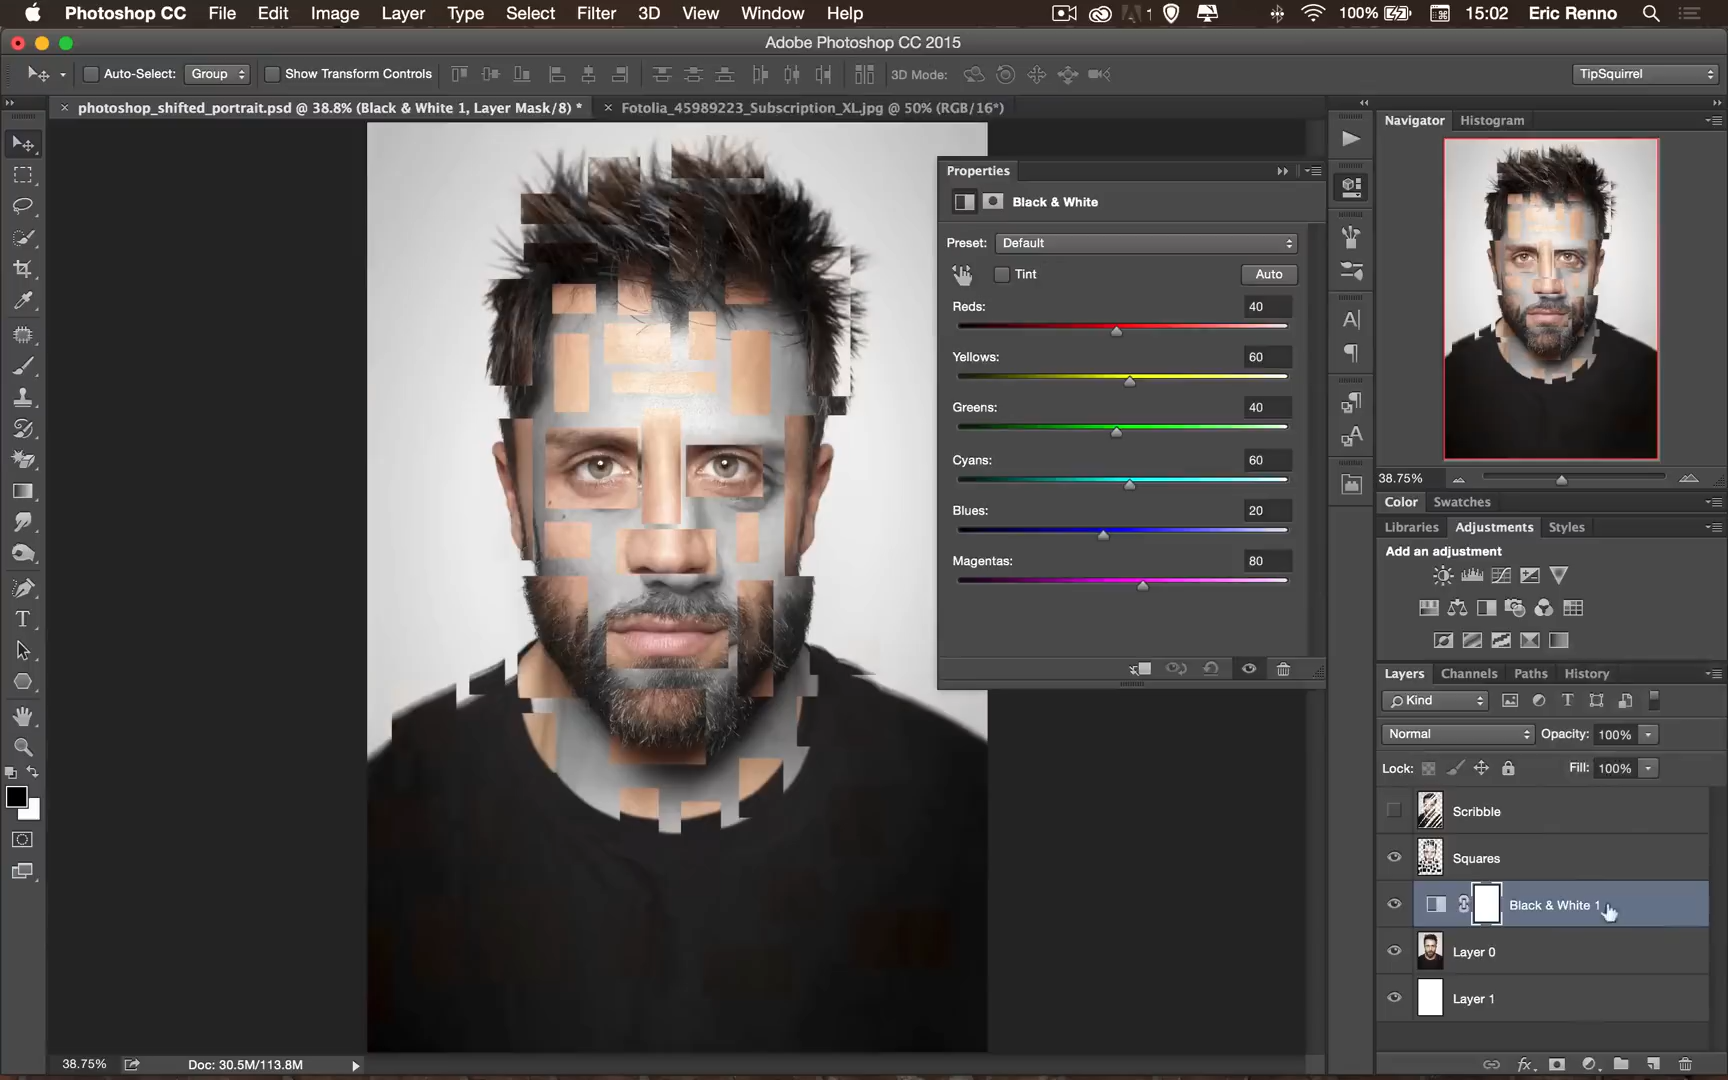 Photoshop CC File Edit Image Layer Type Select Filter 3D View Window Help 1 100% 15:02 Eric Renno
Adobe Photoshop CC 2015
Auto-Select: Group Show Transform Controls 3D Mode: TipSquirrel
photoshop_shifted_portrait.psd @ 38.8% (Black & White 1, Layer Mask/8) * Fotolia_45989223_Subscription_XL.jpg @ 50% (RGB/16*)
Navigator Histogram
Properties
Black & White
Preset: Default
Tint Auto
Reds: 40
Yellows: 60
Greens: 40
Cyans: 60
Blues: 20
Magentas: 80
38.75%
Color Swatches
Libraries Adjustments Styles
Add an adjustment
Layers Channels Paths History
Kind
Normal Opacity: 100%
Lock: Fill: 100%
Scribble
Squares
Black & White 1
Layer 0
Layer 1
38.75% Doc: 30.5M/113.8M